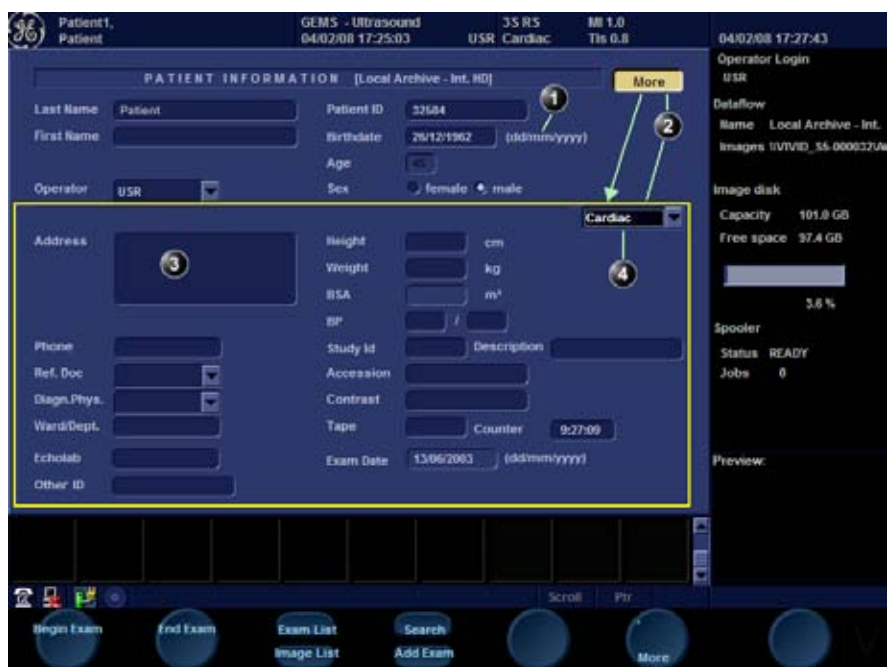 Patient1, GEMS - Ultrasound 3S RS MI 1.0
Patient 04/02/08 17:25:03 USR Cardiac TIs 0.8 04/02/08 17:27:43
Operator Login
USR
PATIENT INFORMATION [Local Archive - Int. HD] More
Last Name Patient Patient ID 32584 1 Dataflow
2 Name Local Archive - Int.
First Name Birthdate 26/12/1962 (dd/mm/yyyy)
Images
Age 45
Operator USR Sex female male Image disk
Cardiac Capacity 101.0 GB
Address Height cm Free space 97.4 GB
3 Weight kg 4
BSA m²
3.6 %
BP / Spooler
Phone Study Id Description Status READY
Ref. Doc Accession Jobs 0
Diagn.Phys. Contrast
Ward/Dept. Tape Counter 9:27:09
Echolab Exam Date 13/06/2003 (dd/mm/yyyy) Preview:
Other ID
Scroll Ptr
Begin Exam End Exam Exam List Search
Image List Add Exam More